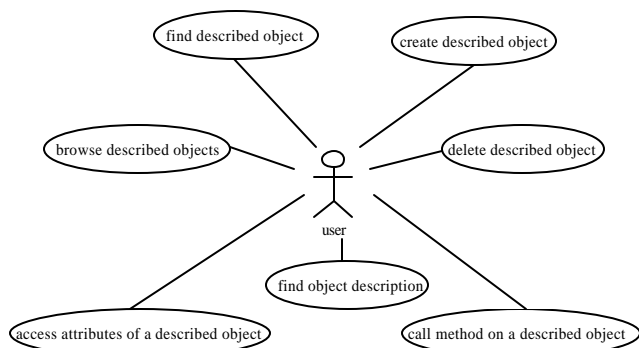 find described object
create described object
browse described objects
delete described object
user
find object description
access attributes of a described object
call method on a described object